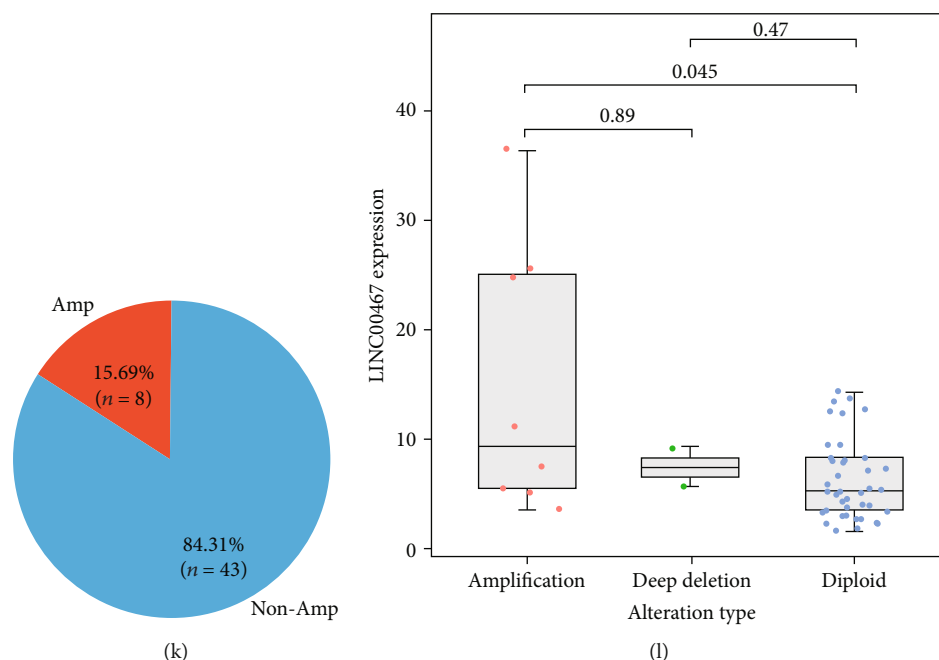 Amp
15.69%
(n = 8)
84.31%
(n = 43)
Non-Amp
(k)
LINC00467 expression
40
30
20
10
0
0.47
0.045
0.89
Amplification
Deep deletion
Diploid
Alteration type
(l)